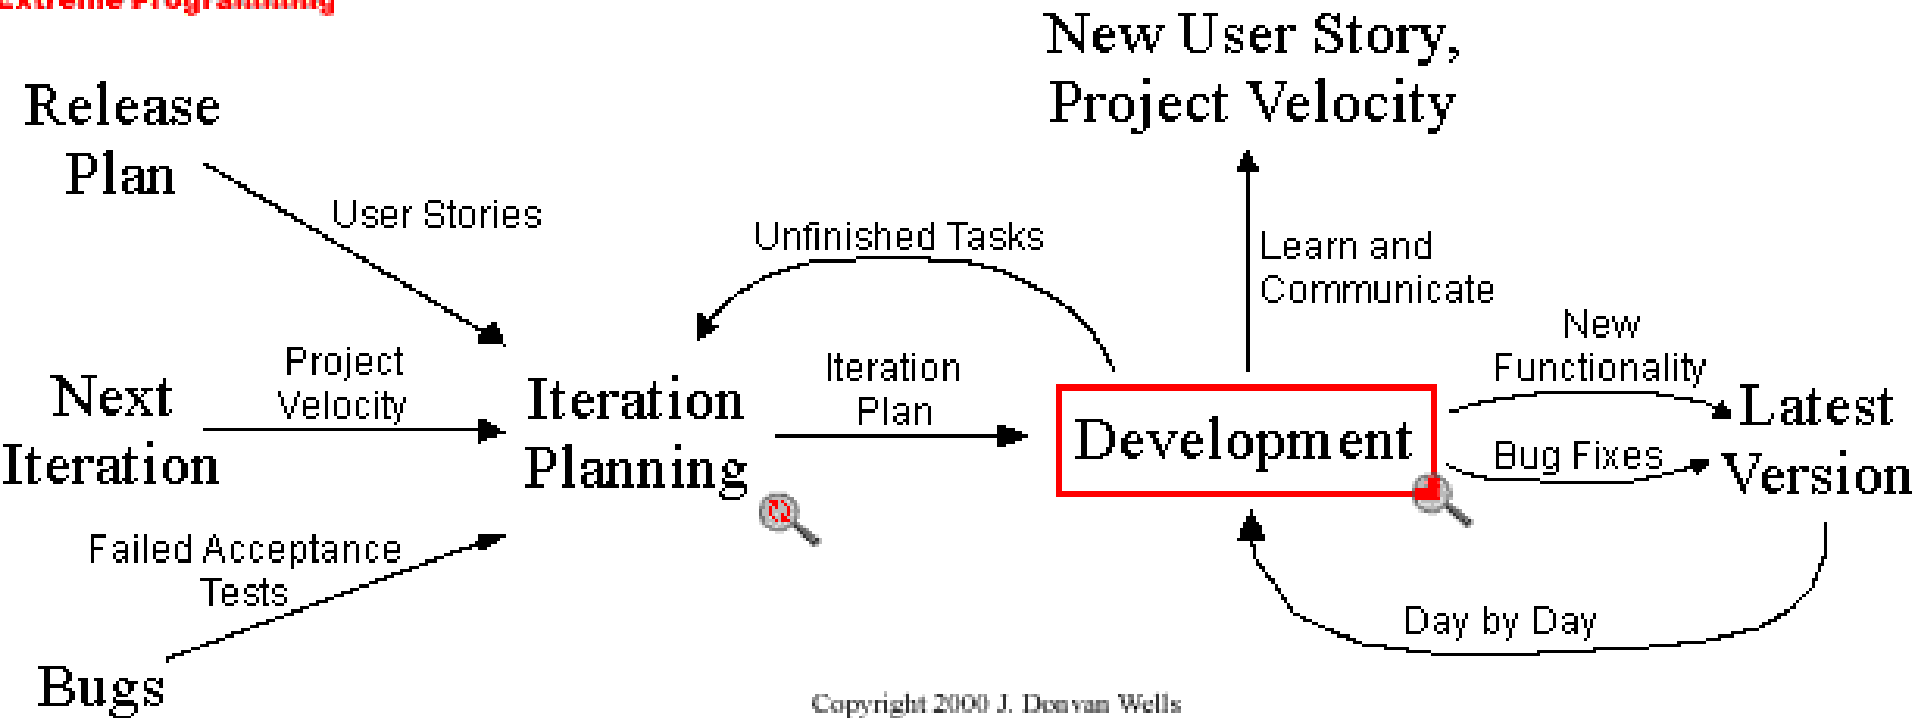 Extreme Programming
New User Story,
Project Velocity
Release
Plan
User Stories
Unfinished Tasks
Learn and
Communicate
New
Functionality
Project
Velocity
Iteration
Plan
Next
Iteration
Iteration
Planning
Development
Latest
Version
Bug Fixes
Failed Acceptance
Tests
Day by Day
Bugs
Copyright 2000 J. Donvan Wells